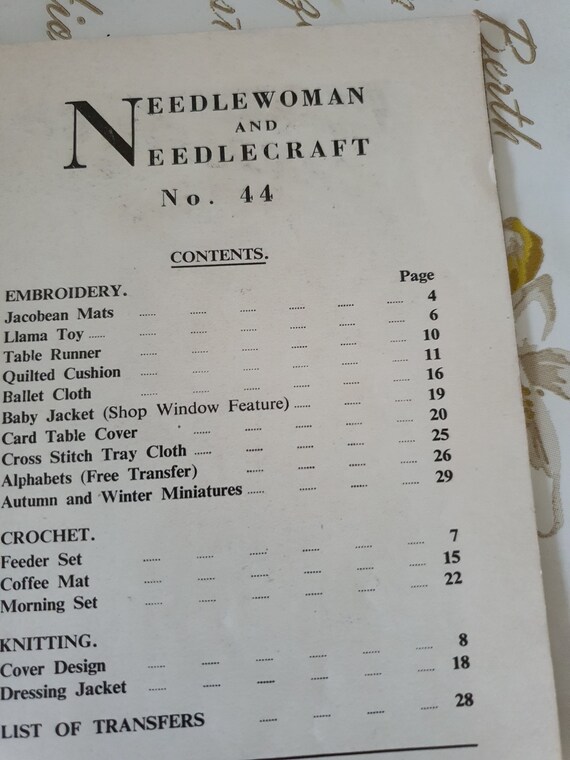 NEEDLEWOMAN
AND
NEEDLECRAFT
No. 44
CONTENTS.
Page
EMBROIDERY.
Jacobean Mats ...... ...... ...... ...... ...... ...... 4
Llama Toy ...... ...... ...... ...... ...... ...... 6
Table Runner ...... ...... ...... ...... ...... ...... 10
Quilted Cushion ...... ...... ...... ...... ...... ...... 11
Ballet Cloth ...... ...... ...... ...... ...... ...... 16
Baby Jacket (Shop Window Feature) ...... ...... ...... 19
Card Table Cover ...... ...... ...... ...... ...... 20
Cross Stitch Tray Cloth ...... ...... ...... ...... ...... 25
Alphabets (Free Transfer) ...... ...... ...... ...... 26
Autumn and Winter Miniatures ...... ...... ...... ...... 29
CROCHET.
Feeder Set ...... ...... ...... ...... ...... 7
Coffee Mat ...... ...... ...... ...... ...... ...... 15
Morning Set ...... ...... ...... ...... ...... ...... 22
KNITTING.
Cover Design ...... ...... ...... ...... ...... ...... 8
Dressing Jacket ...... ...... ...... ...... ...... ...... 18
LIST OF TRANSFERS ...... ...... ...... ...... 28
Berth